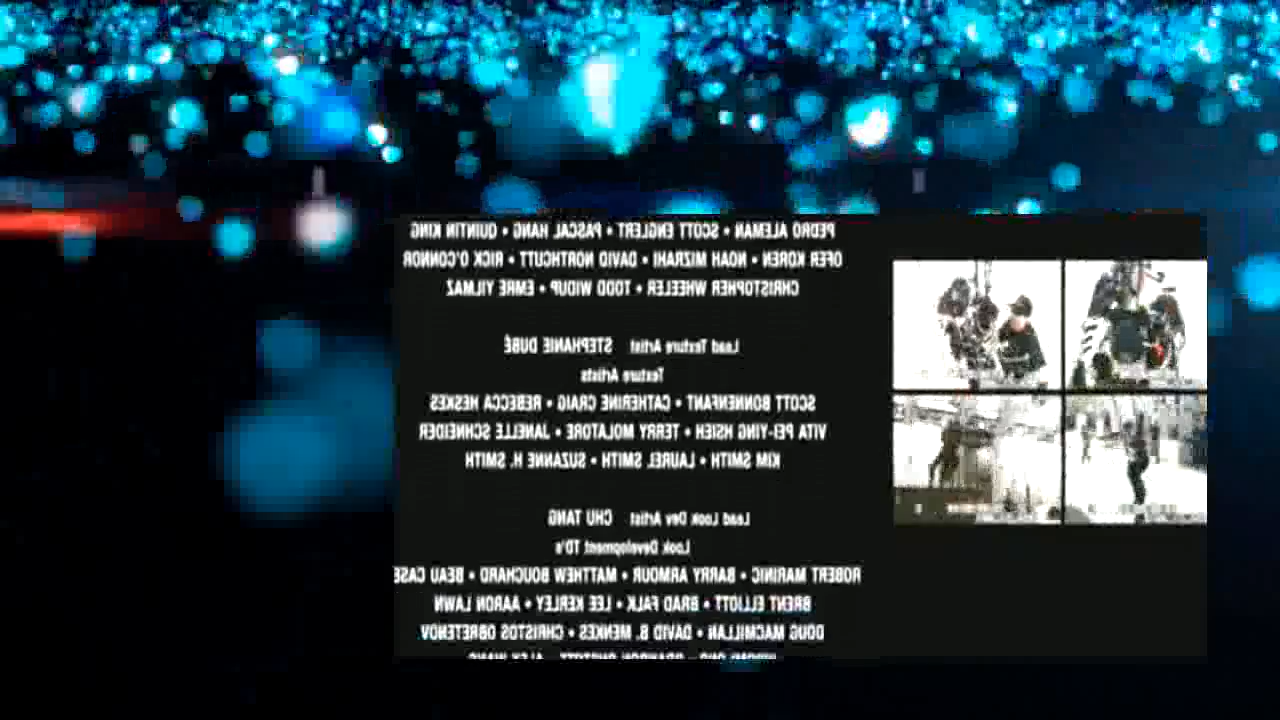 PEDRO ALEMAN • SCOTT ENGLERT • PASCAL HANG • QUINTIN KING
OFER KOREN • NOAH MIZRAHI • DAVID NORTHCUTT • RICK O'CONNOR
CHRISTOPHER WHEELER • TODD WIDUP • EMRE YILMAZ
Lead Texture Artist STEPHANIE DUBÉ
Texture Artists
SCOTT BONNENFANT • CATHERINE CRAIG • REBECCA HESKES
VITA PEI-YING HSIEH • TERRY MOLATORE • JANELLE SCHNEIDER
KIM SMITH • LAUREL SMITH • SUZANNE H. SMITH
Lead Look Dev Artist CHU TANG
Look Development TD's
ROBERT MARINIC • BARRY ARMOUR • MATTHEW BOUCHARD • BEAU CASE
BRENT ELLIOTT • BRAD FALK • LEE KERLEY • AARON LAWN
DOUG MACMILLAN • DAVID B. MENKES • CHRISTOS OBRETENOV